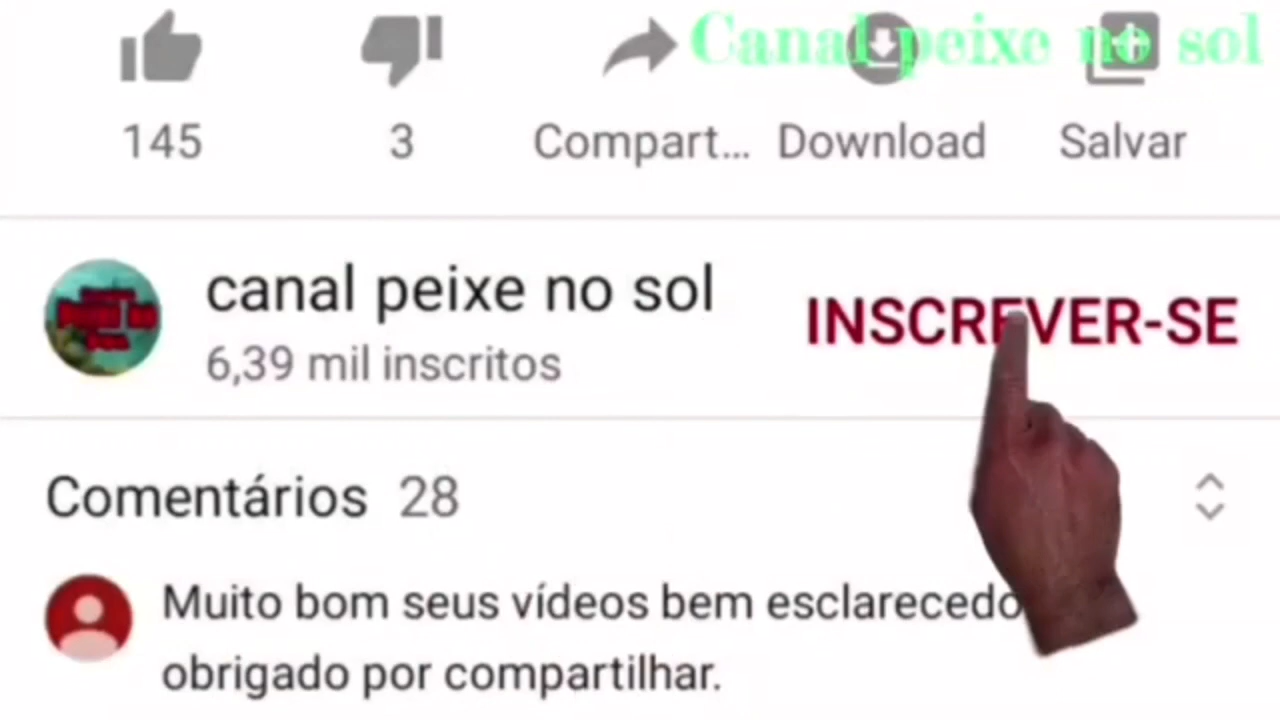 Canal peixe no sol
145
3
Compart...
Download
Salvar
canal peixe no sol
6,39 mil inscritos
INSCREVER-SE
Comentários 28
Muito bom seus vídeos bem
obrigado por compartilhar.